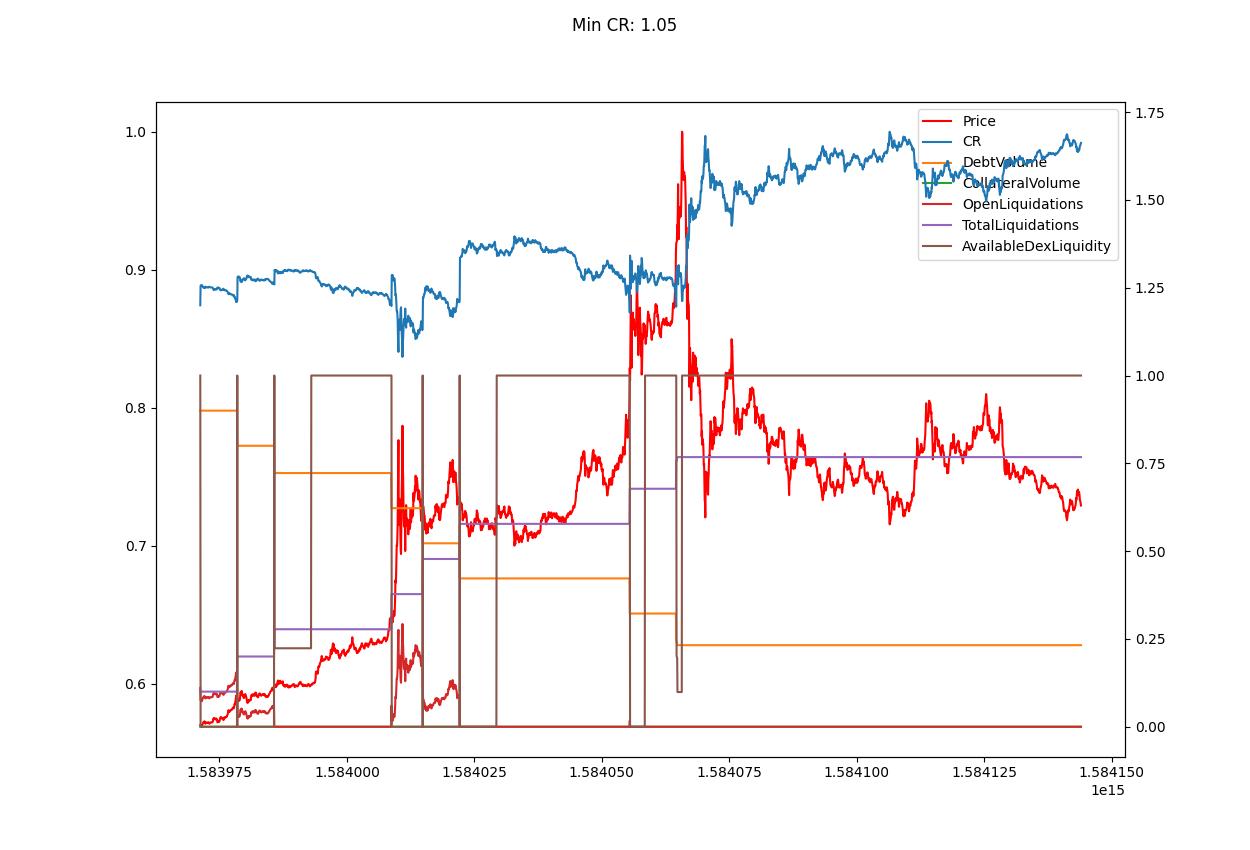 Min CR: 1.05
1.0
0.9
0.8
0.7
0.6
1.75
1.50
1.25
1.00
0.75
0.50
0.25
0.00
Price
CR
DebtVolume
CollateralVolume
OpenLiquidations
TotalLiquidations
AvailableDexLiquidity
1.583975 1.584000 1.584025 1.584050 1.584075 1.584100 1.584125 1.584150
1e15